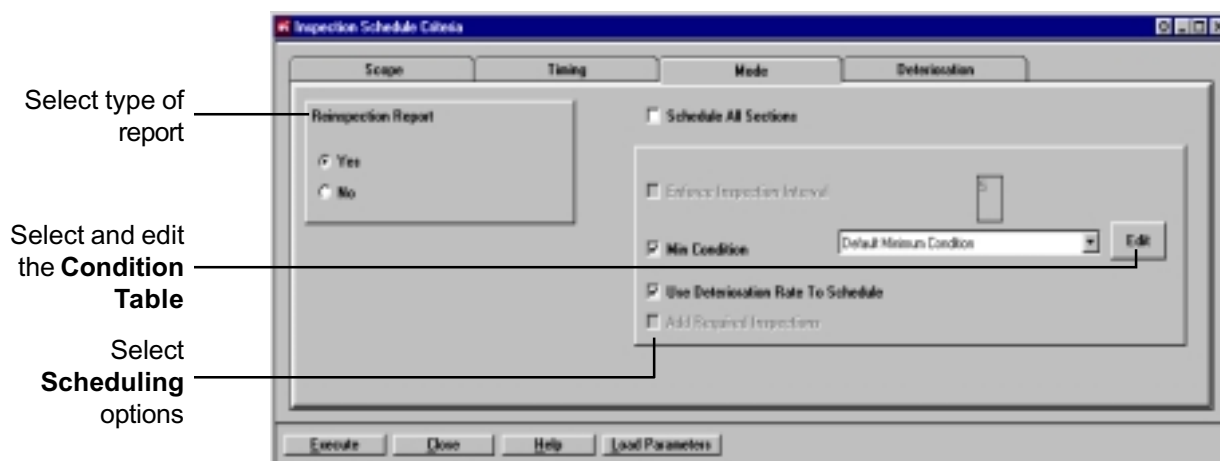 Inspection Schedule Criteria
Scope
Timing
Mode
Deterioration
Select type of
report
Reinspection Report
Yes
No
Schedule All Sections
Enforce Inspection Interval
5
Select and edit
the Condition
Table
Min Condition
Default Minimum Condition
Edit
Use Deterioration Rate To Schedule
Add Required Inspections
Select
Scheduling
options
Execute
Close
Help
Load Parameters